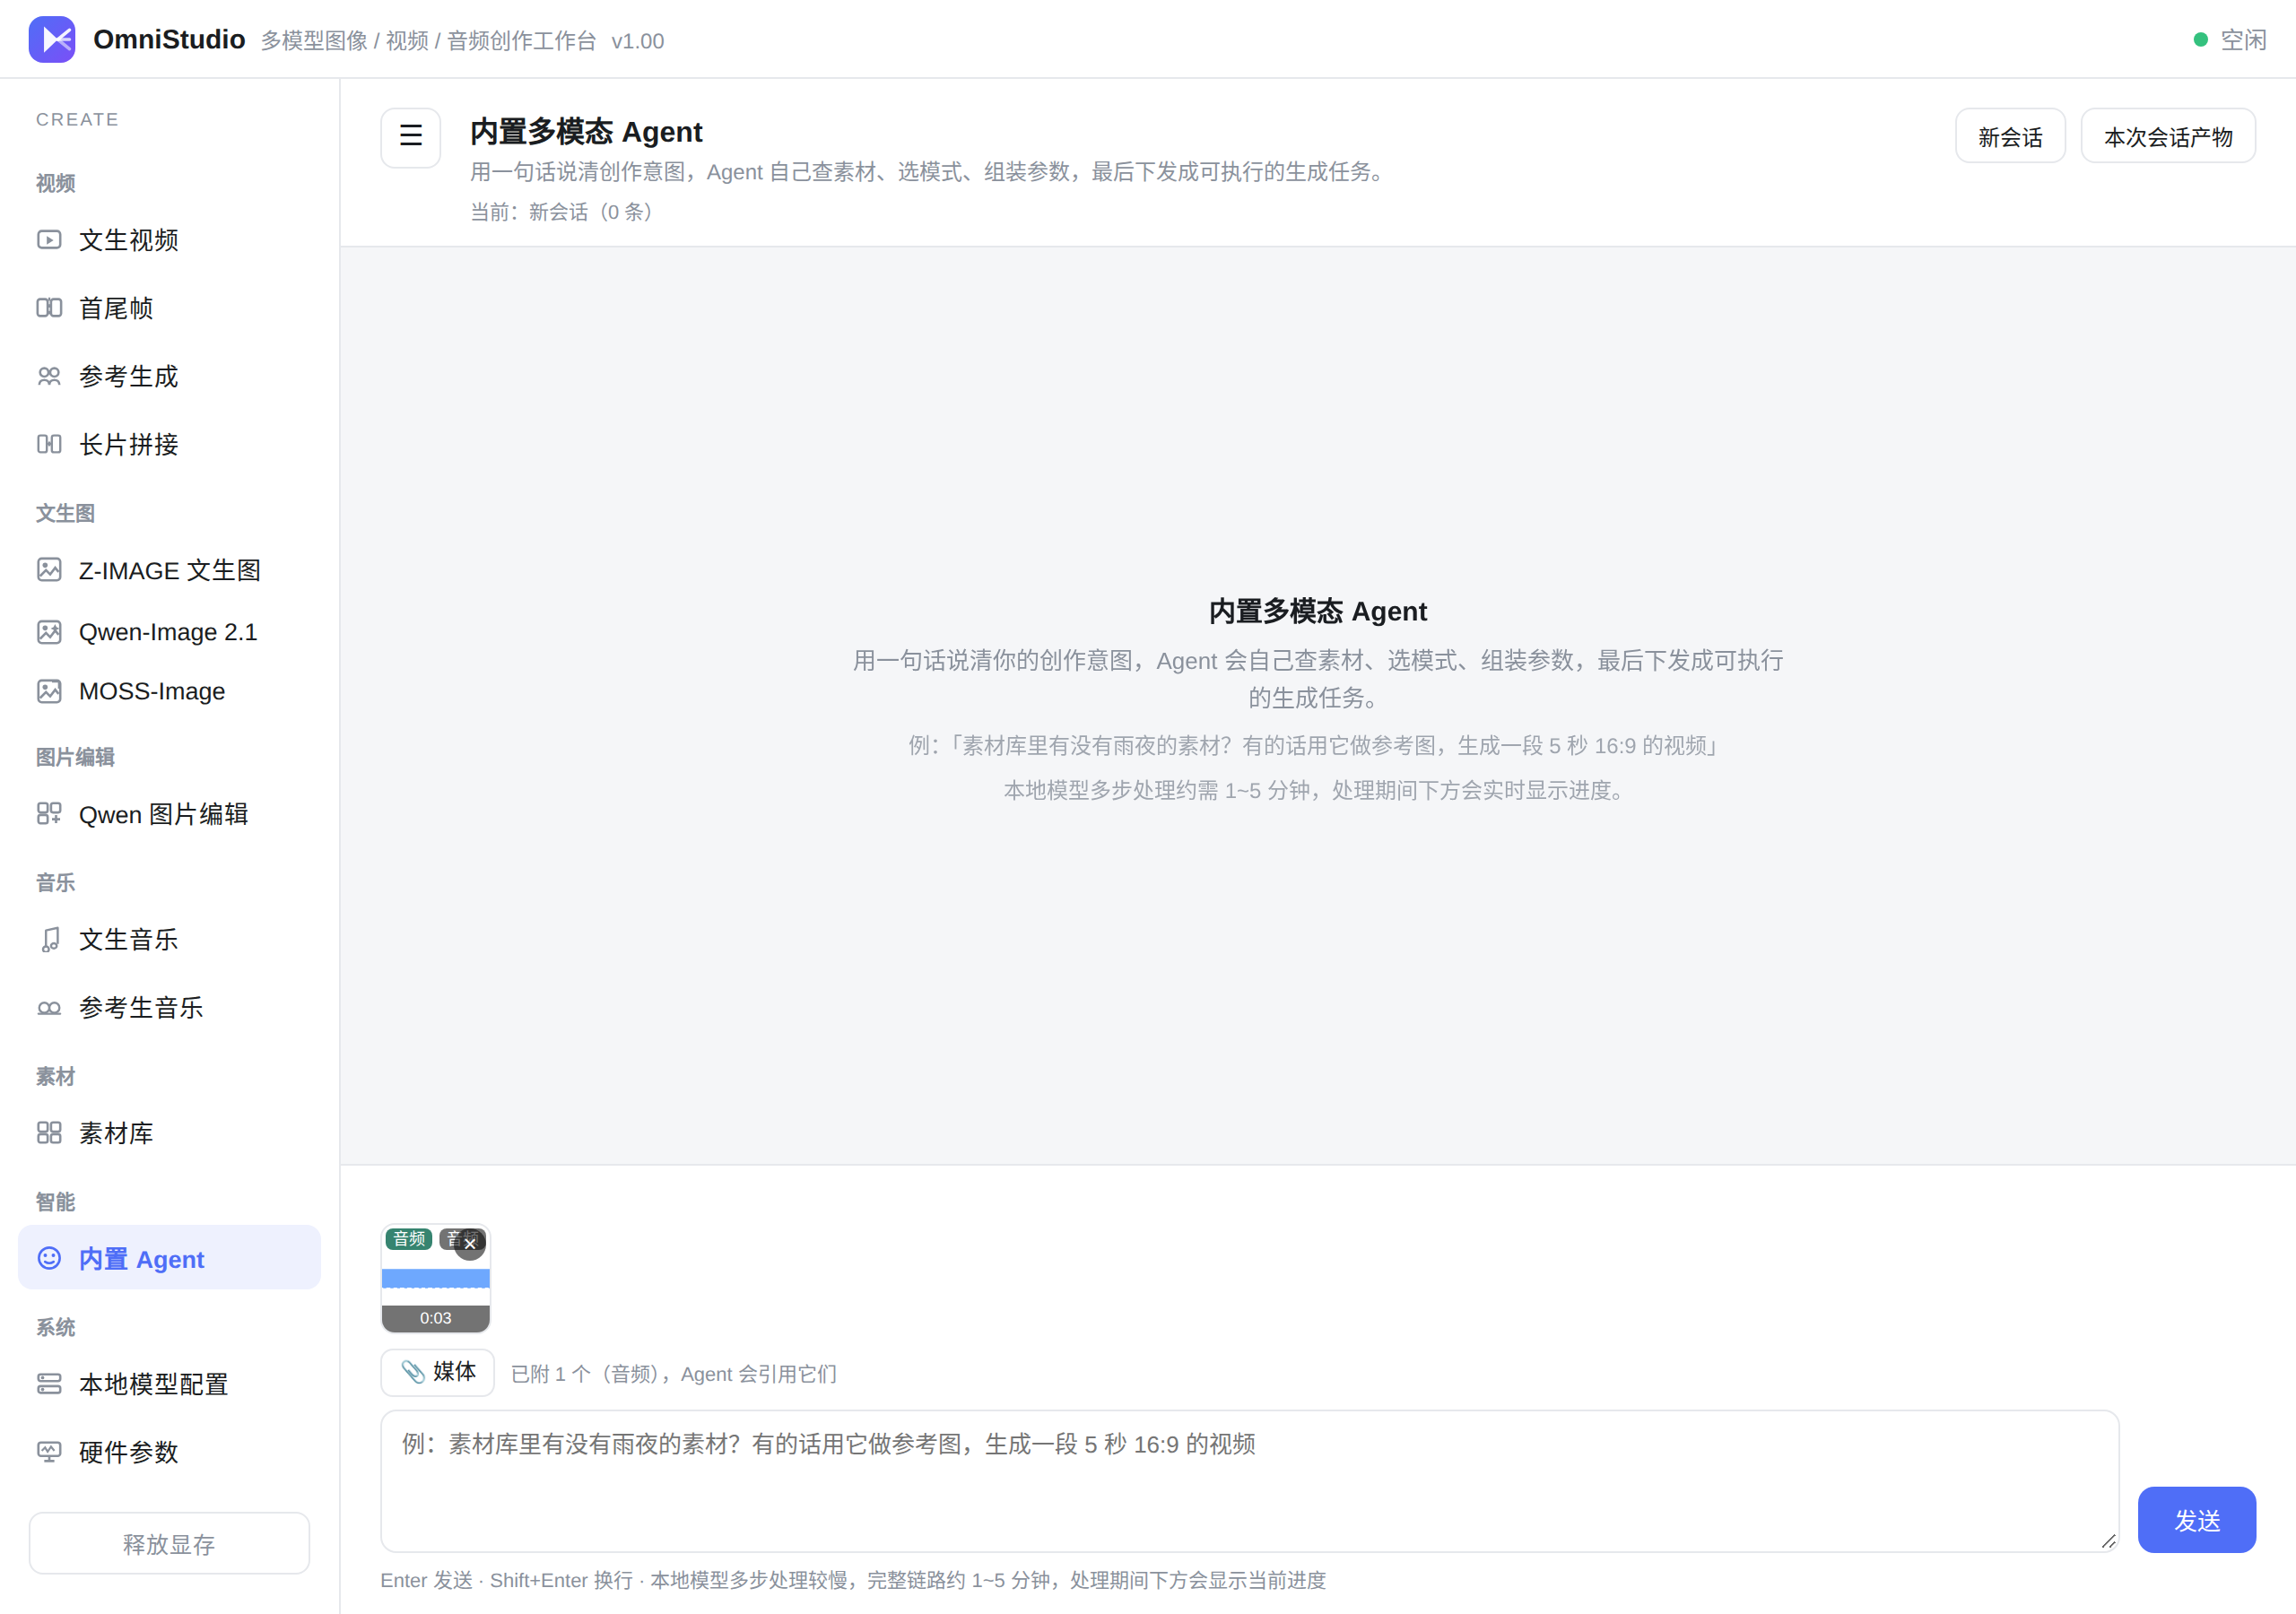 OmniStudio 多模型图像 / 视频 / 音频创作工作台 v1.00
空闲
CREATE
视频
文生视频
首尾帧
参考生成
长片拼接
文生图
Z-IMAGE 文生图
Qwen-Image 2.1
MOSS-Image
图片编辑
Qwen 图片编辑
音乐
文生音乐
参考生音乐
素材
素材库
智能
内置 Agent
系统
本地模型配置
硬件参数
释放显存
☰
内置多模态 Agent
用一句话说清创作意图，Agent 自己查素材、选模式、组装参数，最后下发成可执行的生成任务。
当前：新会话（0 条）
新会话
本次会话产物
内置多模态 Agent
用一句话说清你的创作意图，Agent 会自己查素材、选模式、组装参数，最后下发成可执行
的生成任务。
例：「素材库里有没有雨夜的素材？有的话用它做参考图，生成一段 5 秒 16:9 的视频」
本地模型多步处理约需 1~5 分钟，处理期间下方会实时显示进度。
音频
音频
✕
0:03
📎 媒体
已附 1 个（音频），Agent 会引用它们
例：素材库里有没有雨夜的素材？有的话用它做参考图，生成一段 5 秒 16:9 的视频
发送
Enter 发送 · Shift+Enter 换行 · 本地模型多步处理较慢，完整链路约 1~5 分钟，处理期间下方会显示当前进度